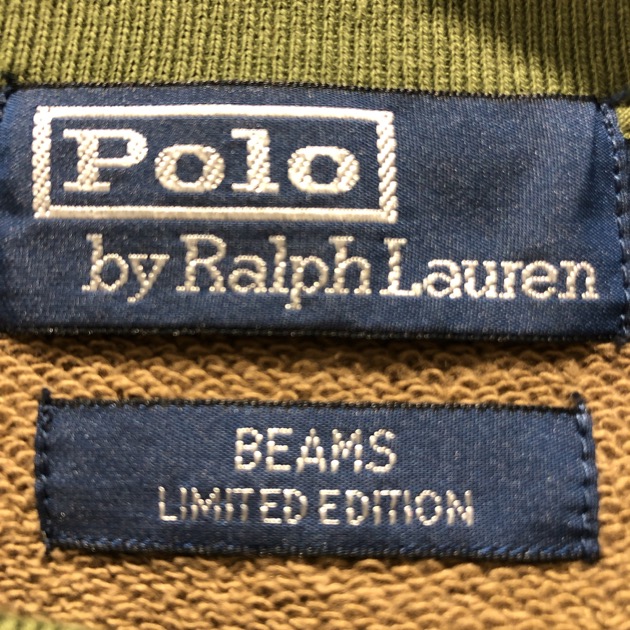 Polo
by Ralph Lauren
BEAMS
LIMITED EDITION